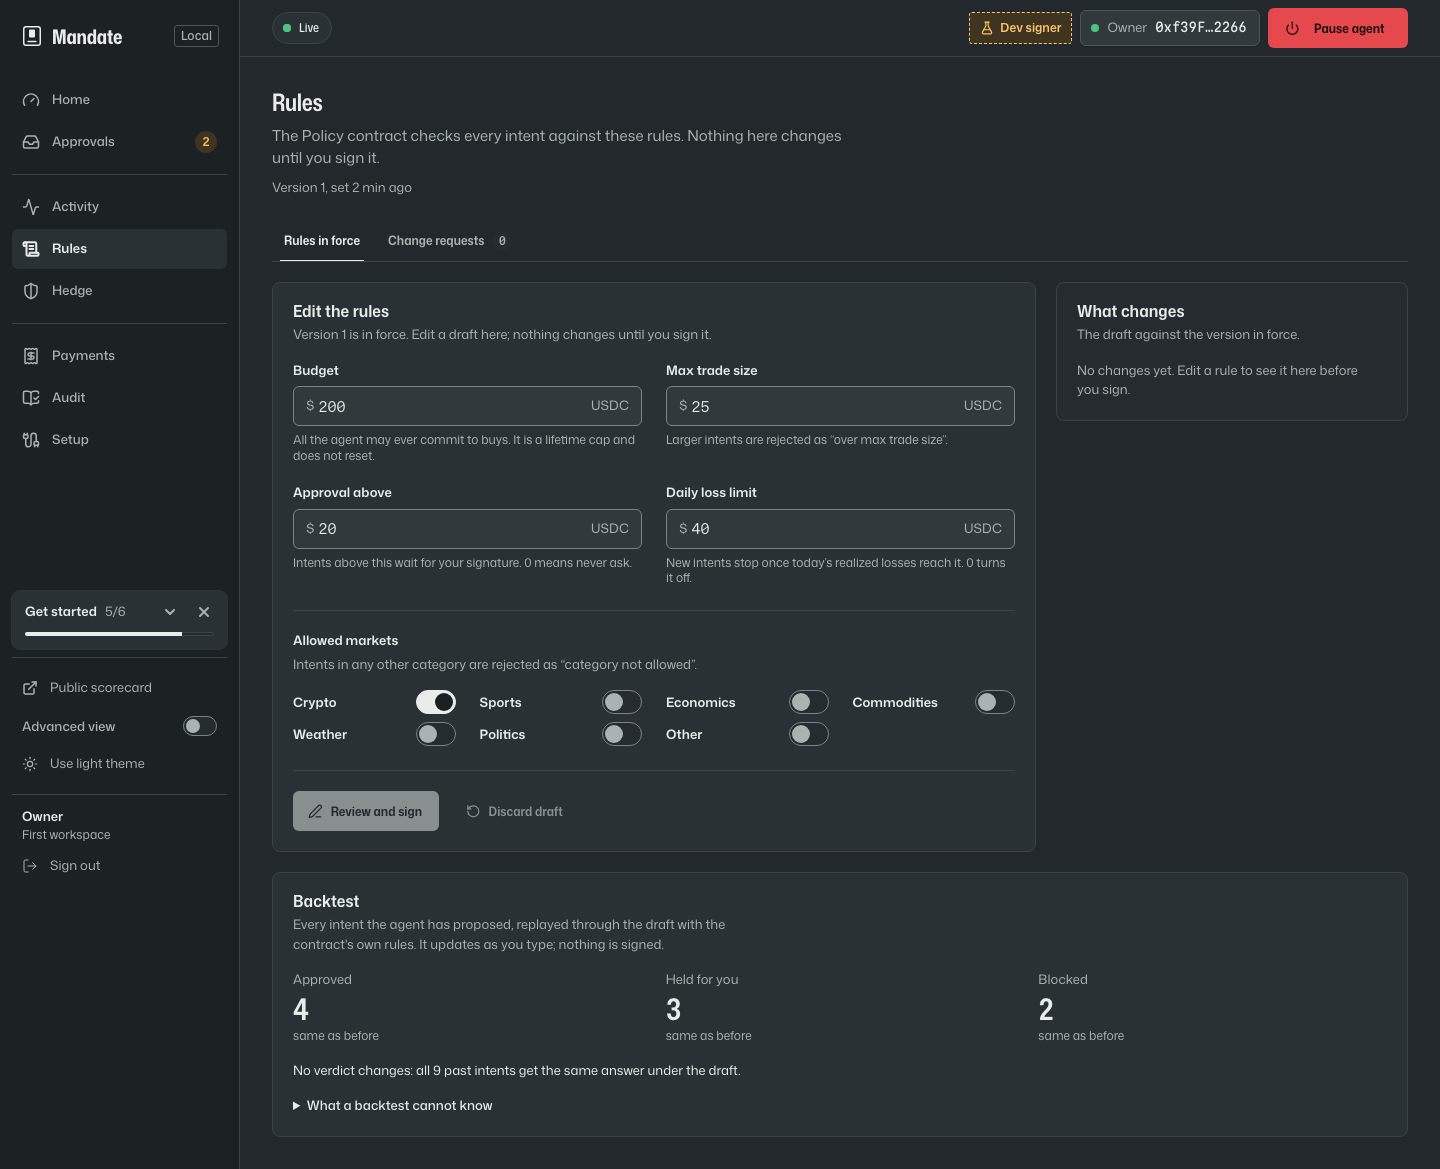 Mandate
Local
Home
Approvals
2
Activity
Rules
Hedge
Payments
Audit
Setup
Get started 5/6
Public scorecard
Advanced view
Use light theme
Owner
First workspace
Sign out
Live
Dev signer
Owner 0xf39F…2266
Pause agent
Rules
The Policy contract checks every intent against these rules. Nothing here changes
until you sign it.
Version 1, set 2 min ago
Rules in force
Change requests 0
Edit the rules
Version 1 is in force. Edit a draft here; nothing changes until you sign it.
Budget
$ 200 USDC
All the agent may ever commit to buys. It is a lifetime cap and
does not reset.
Max trade size
$ 25 USDC
Larger intents are rejected as “over max trade size”.
Approval above
$ 20 USDC
Intents above this wait for your signature. 0 means never ask.
Daily loss limit
$ 40 USDC
New intents stop once today’s realized losses reach it. 0 turns
it off.
Allowed markets
Intents in any other category are rejected as “category not allowed”.
Crypto
Sports
Economics
Commodities
Weather
Politics
Other
Review and sign
Discard draft
What changes
The draft against the version in force.
No changes yet. Edit a rule to see it here before
you sign.
Backtest
Every intent the agent has proposed, replayed through the draft with the
contract’s own rules. It updates as you type; nothing is signed.
Approved
4
same as before
Held for you
3
same as before
Blocked
2
same as before
No verdict changes: all 9 past intents get the same answer under the draft.
What a backtest cannot know